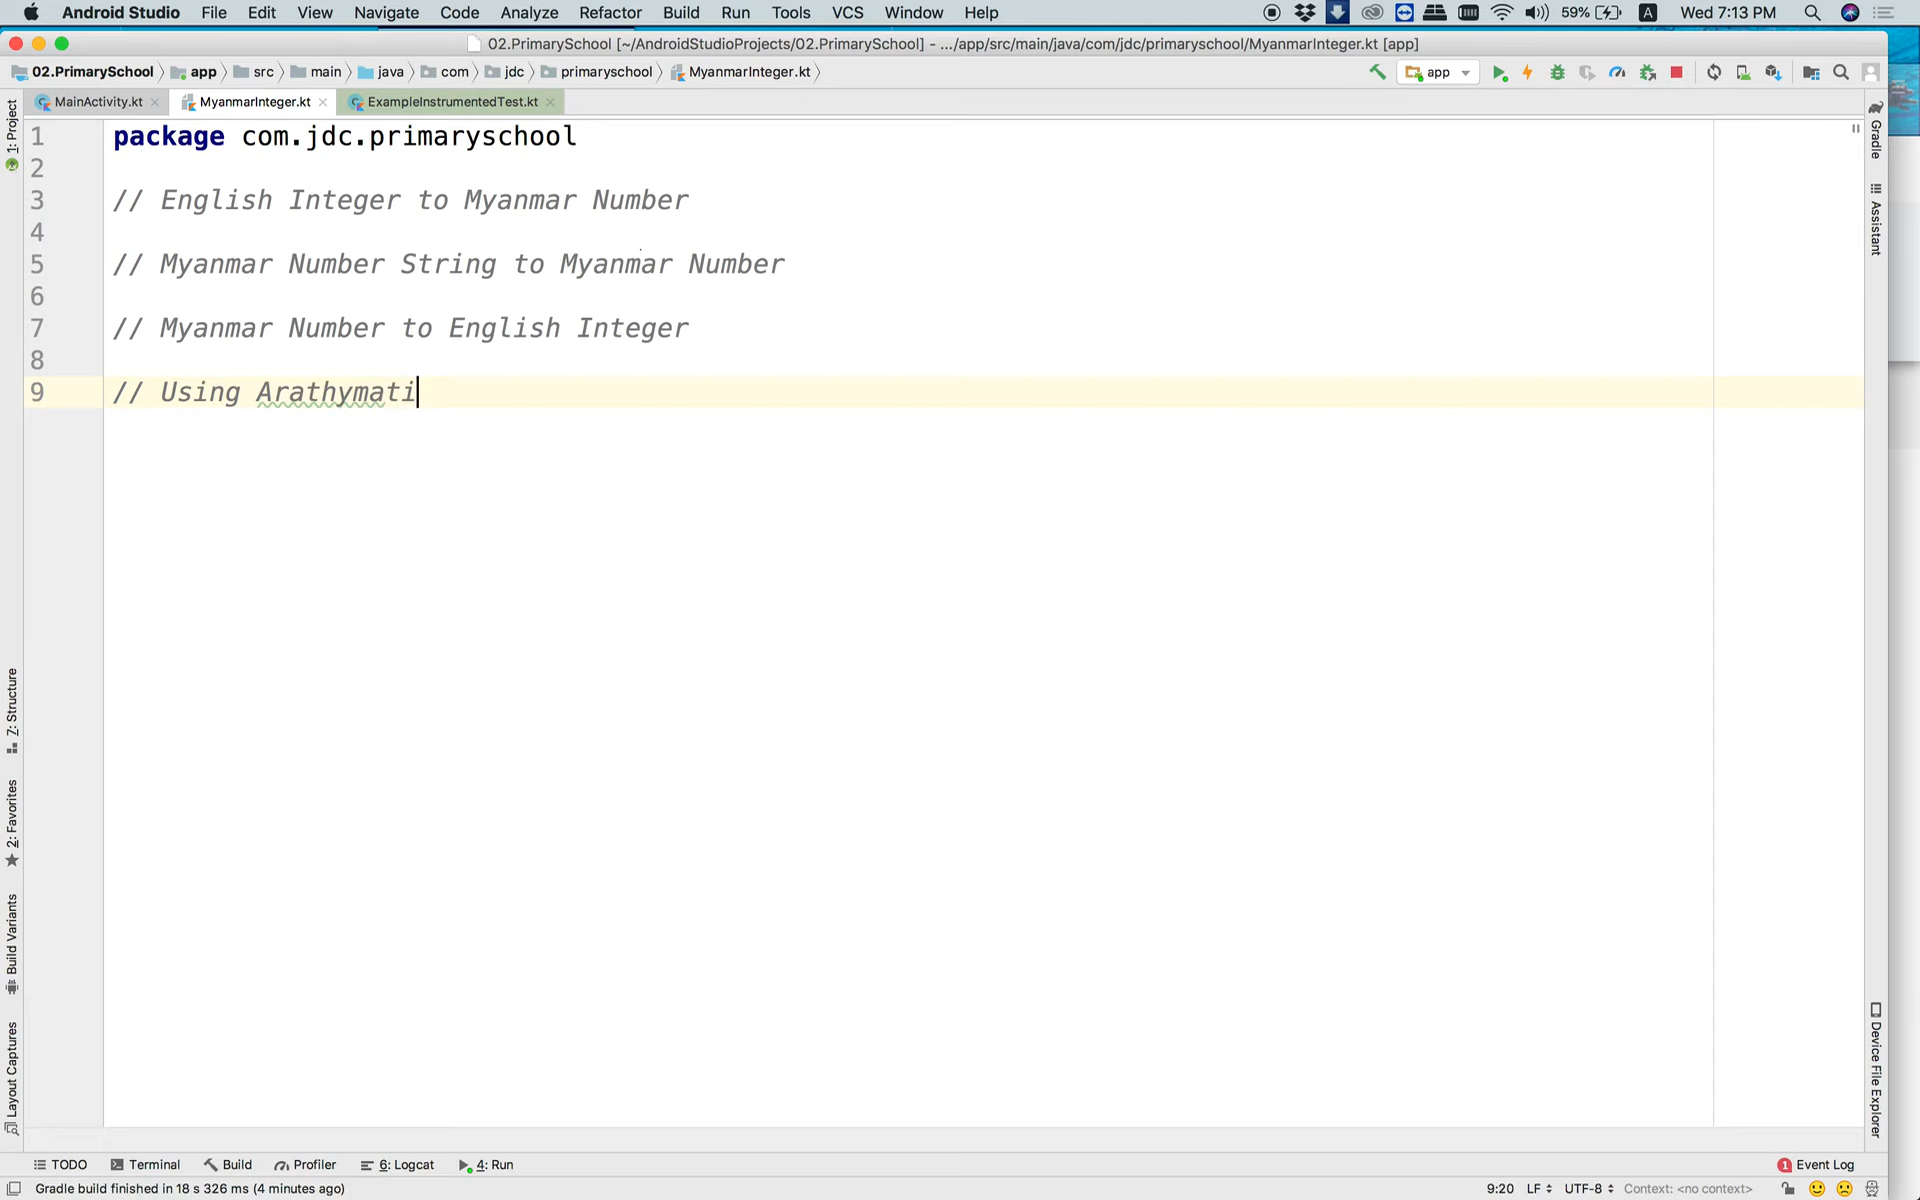 Android Studio File Edit View Navigate Code Analyze Refactor Build Run Tools VCS Window Help 59% A Wed 7:13 PM
02.PrimarySchool [~/AndroidStudioProjects/02.PrimarySchool] - .../app/src/main/java/com/jdc/primaryschool/MyanmarInteger.kt [app]
02.PrimarySchool app src main java com jdc primaryschool MyanmarInteger.kt app
MainActivity.kt MyanmarInteger.kt ExampleInstrumentedTest.kt
1 package com.jdc.primaryschool
2
3 // English Integer to Myanmar Number
4
5 // Myanmar Number String to Myanmar Number
6
7 // Myanmar Number to English Integer
8
9 // Using Arathymati
1: Project
Z: Structure
2: Favorites
Build Variants
Layout Captures
Gradle
Assistant
Device File Explorer
TODO Terminal Build Profiler 6: Logcat 4: Run 1 Event Log
Gradle build finished in 18 s 326 ms (4 minutes ago) 9:20 LF UTF-8 Context: <no context>